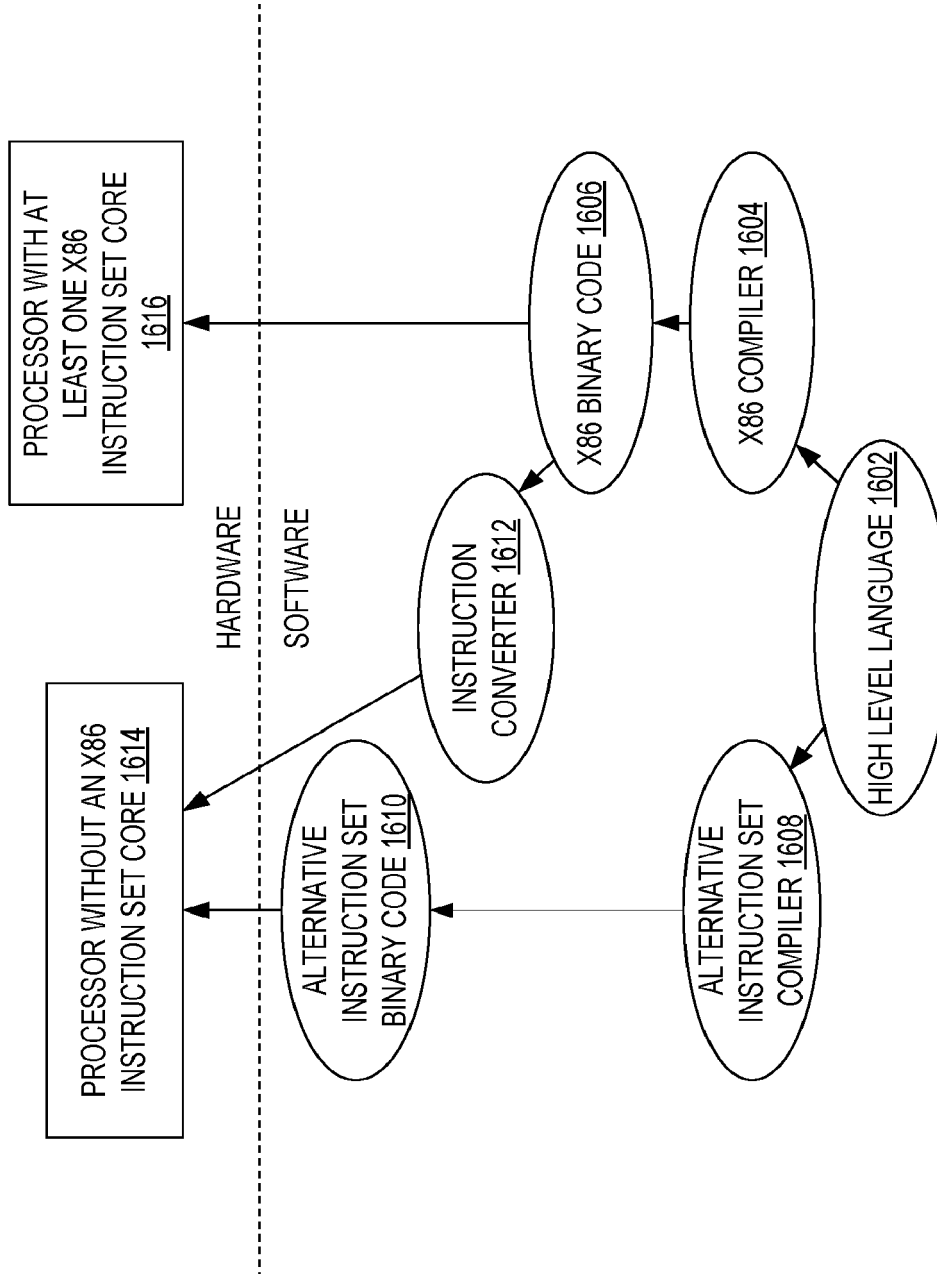 PROCESSOR WITHOUT AN X86
INSTRUCTION SET CORE 1614
PROCESSOR WITH AT
LEAST ONE X86
INSTRUCTION SET CORE
1616
HARDWARE
SOFTWARE
ALTERNATIVE
INSTRUCTION SET
BINARY CODE 1610
INSTRUCTION
CONVERTER 1612
X86 BINARY CODE 1606
ALTERNATIVE
INSTRUCTION SET
COMPILER 1608
X86 COMPILER 1604
HIGH LEVEL LANGUAGE 1602